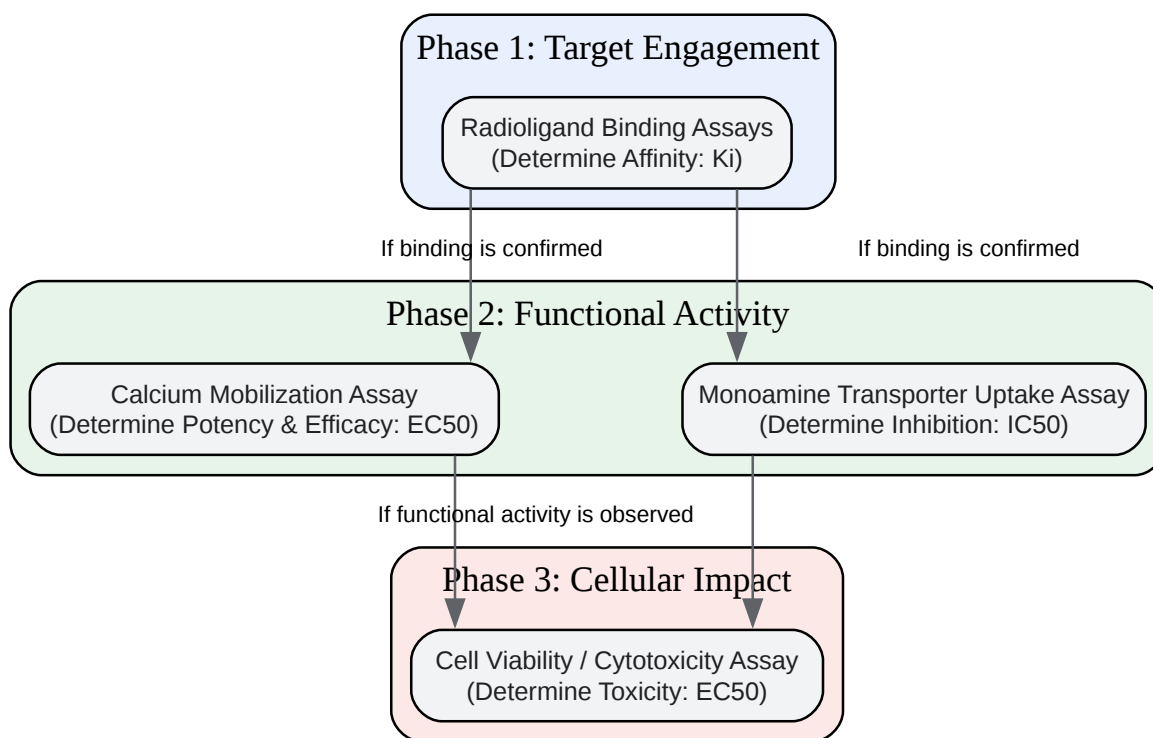 Phase 1: Target Engagement
Radioligand Binding Assays
(Determine Affinity: Ki)
If binding is confirmed
If binding is confirmed
Phase 2: Functional Activity
Calcium Mobilization Assay
(Determine Potency & Efficacy: EC50)
Monoamine Transporter Uptake Assay
(Determine Inhibition: IC50)
If functional activity is observed
Phase 3: Cellular Impact
Cell Viability / Cytotoxicity Assay
(Determine Toxicity: EC50)